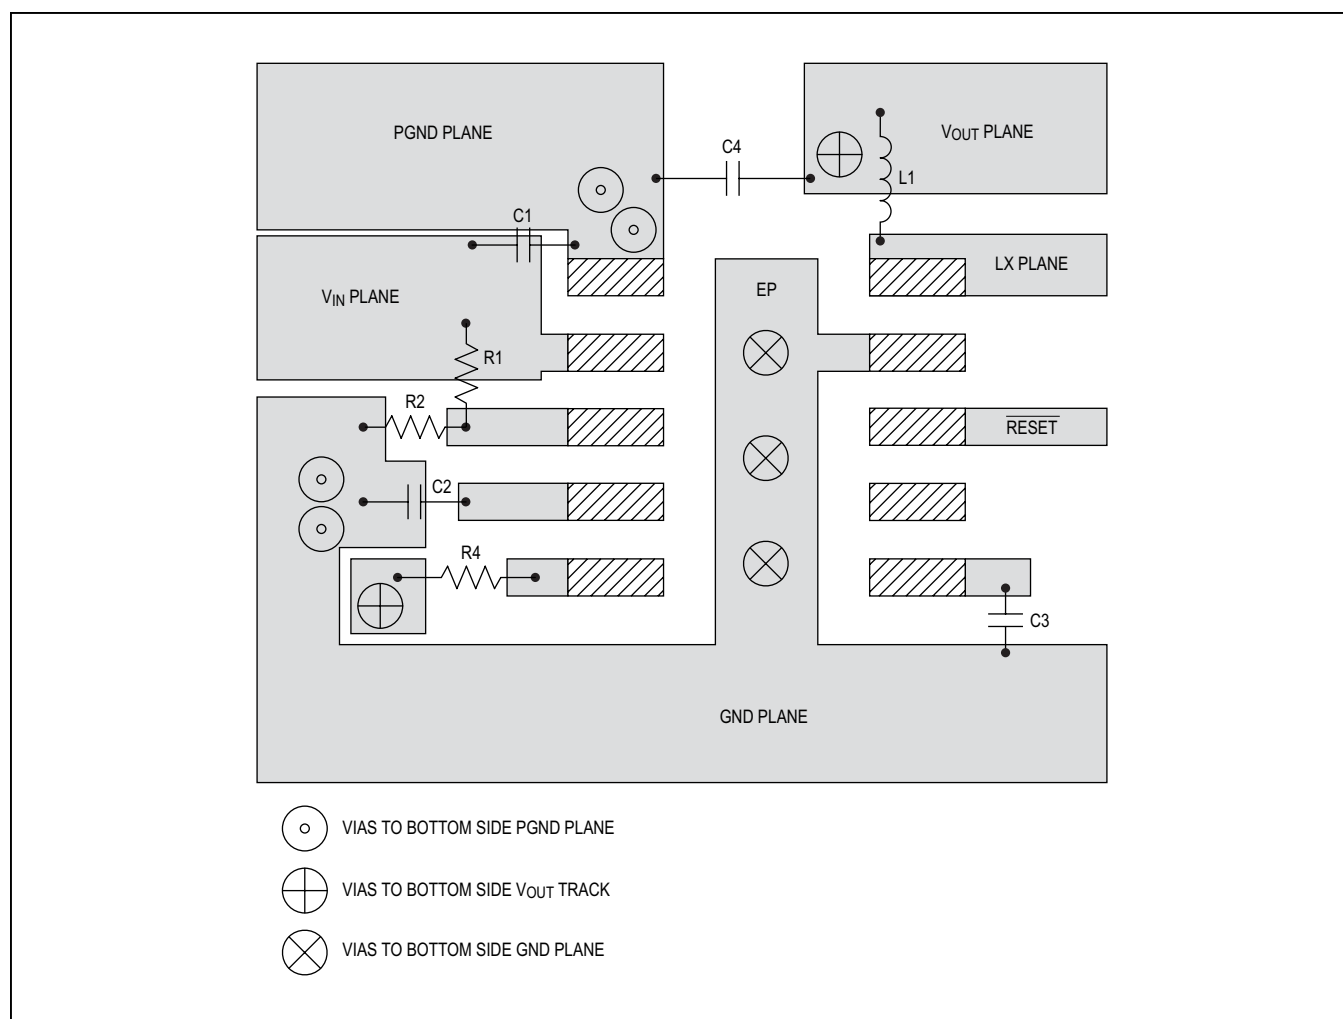 PGND PLANE
VOUT PLANE
C4
L1
C1
LX PLANE
VIN PLANE
EP
R1
R2
RESET
C2
R4
C3
GND PLANE
VIAS TO BOTTOM SIDE PGND PLANE
VIAS TO BOTTOM SIDE VOUT TRACK
VIAS TO BOTTOM SIDE GND PLANE